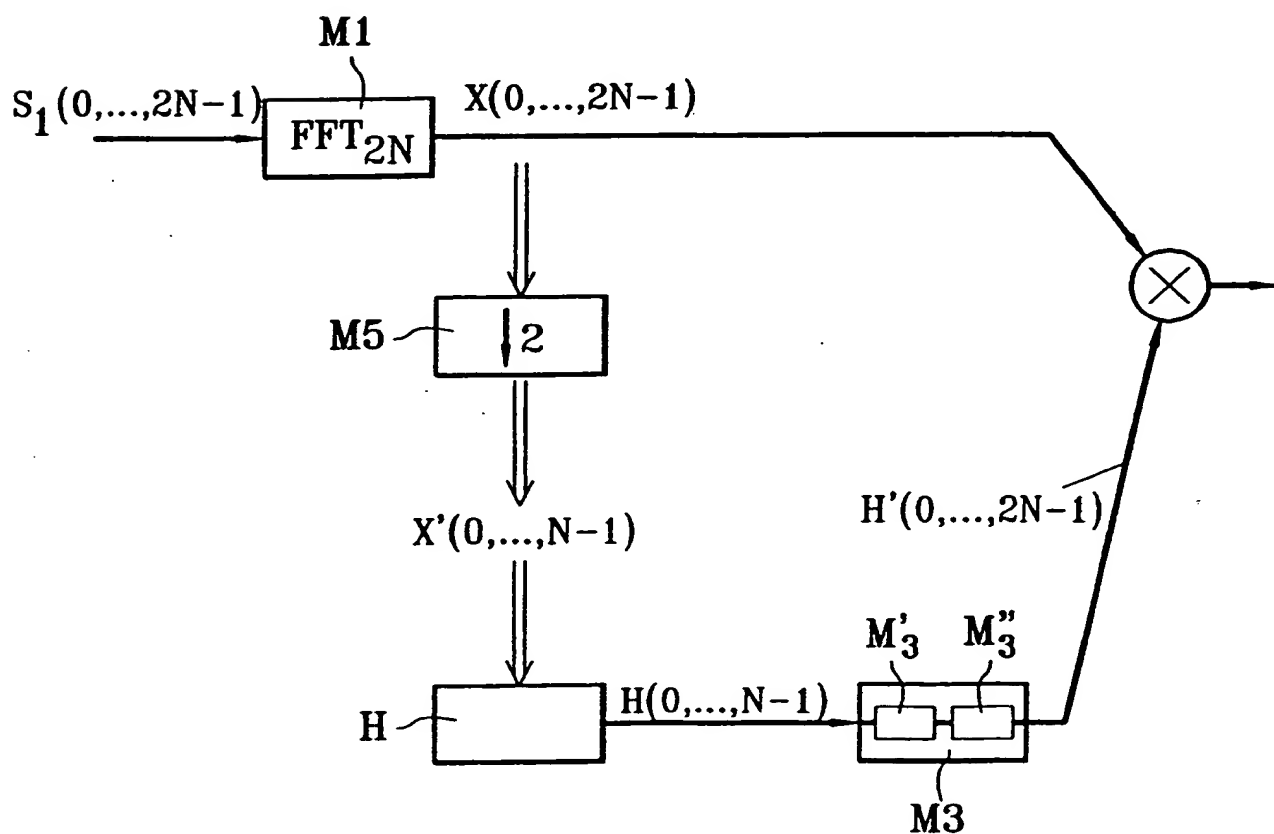 M1
S₁(0,...,2N−1)
FFT₂N
X(0,...,2N−1)
M5
2
X'(0,...,N−1)
H'(0,...,2N−1)
H
H(0,...,N−1)
M'₃
M"₃
M3